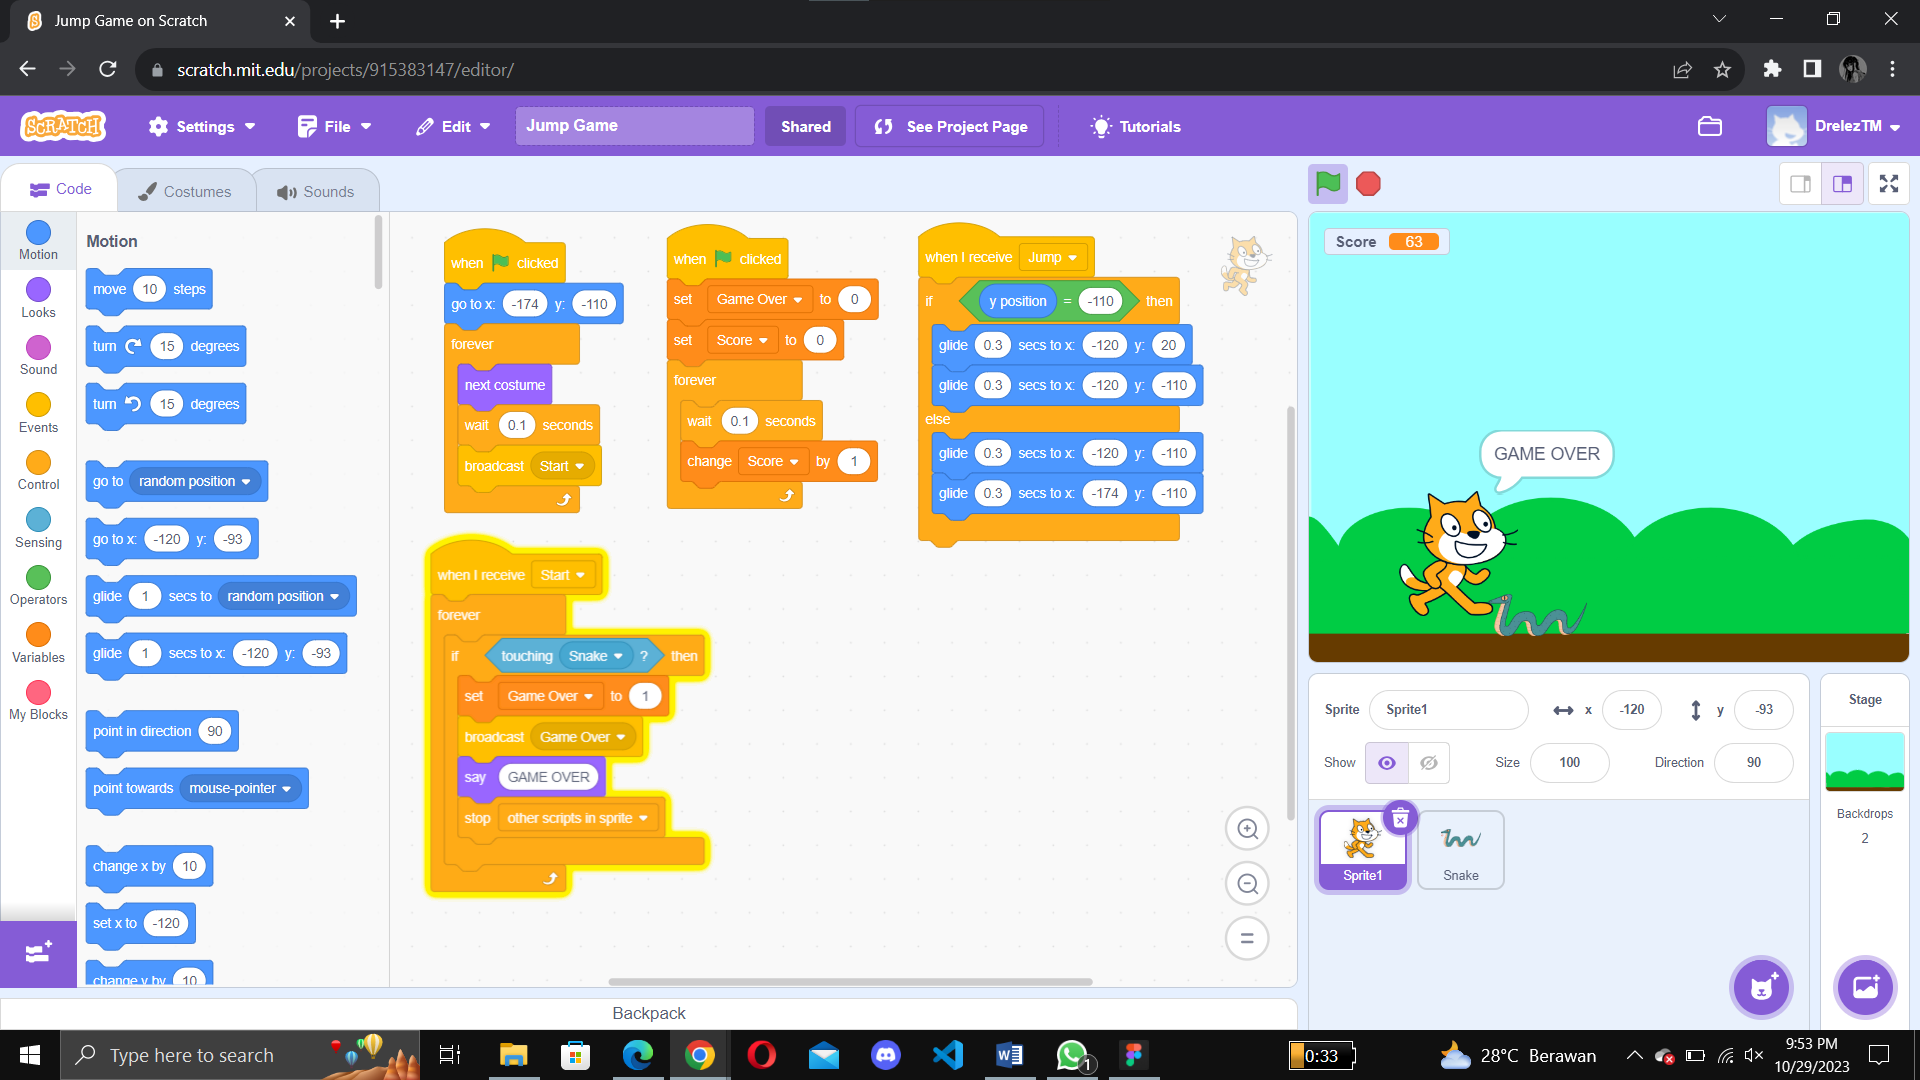 Jump Game on Scratch
scratch.mit.edu/projects/915383147/editor/
SCRATCH
Settings
File
Edit
Jump Game
Shared
See Project Page
Tutorials
DrelezTM
Code
Costumes
Sounds
Motion
Looks
Sound
Events
Control
Sensing
Operators
Variables
My Blocks
Motion
move 10 steps
turn 15 degrees
turn 15 degrees
go to random position
go to x: -120 y: -93
glide 1 secs to random position
glide 1 secs to x: -120 y: -93
point in direction 90
point towards mouse-pointer
change x by 10
set x to -120
change y by 10
when clicked
go to x: -174 y: -110
forever
next costume
wait 0.1 seconds
broadcast Start
when clicked
set Game Over to 0
set Score to 0
forever
wait 0.1 seconds
change Score by 1
when I receive Jump
if y position = -110 then
glide 0.3 secs to x: -120 y: 20
glide 0.3 secs to x: -120 y: -110
else
glide 0.3 secs to x: -120 y: -110
glide 0.3 secs to x: -174 y: -110
when I receive Start
forever
if touching Snake ? then
set Game Over to 1
broadcast Game Over
say GAME OVER
stop other scripts in sprite
Backpack
Score 63
GAME OVER
Sprite Sprite1 x -120 y -93
Show Size 100 Direction 90
Sprite1
Snake
Stage
Backdrops
2
Type here to search
1
0:33
28°C Berawan
9:53 PM
10/29/2023